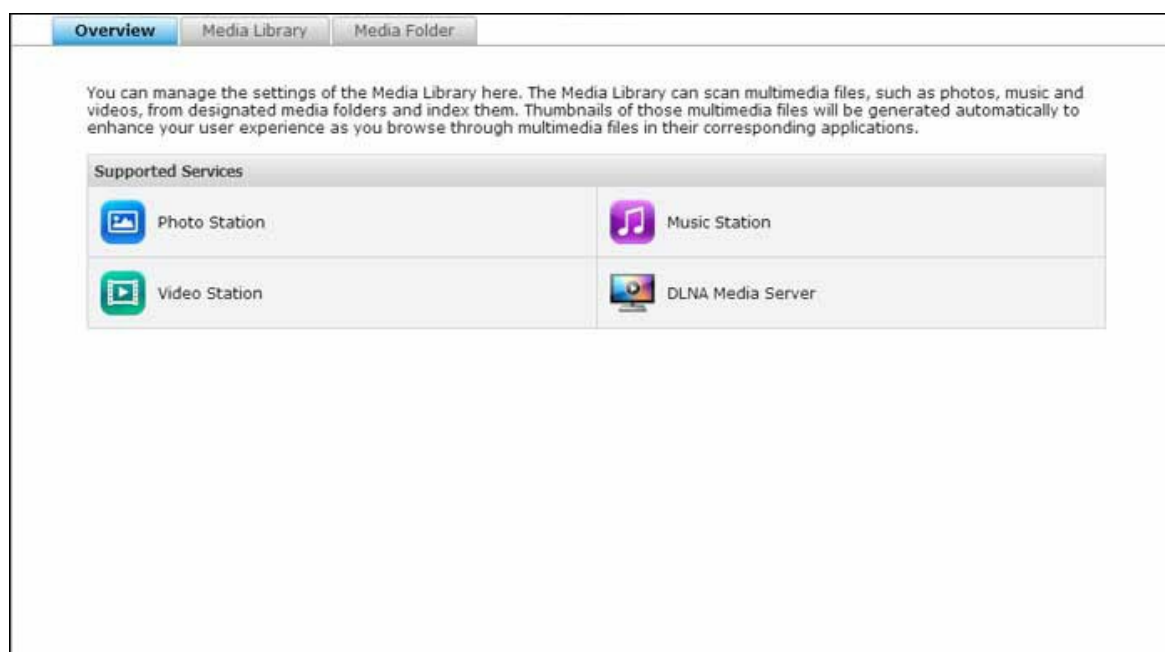 Overview Media Library Media Folder
You can manage the settings of the Media Library here. The Media Library can scan multimedia files, such as photos, music and
videos, from designated media folders and index them. Thumbnails of those multimedia files will be generated automatically to
enhance your user experience as you browse through multimedia files in their corresponding applications.
Supported Services
Photo Station Music Station
Video Station DLNA Media Server